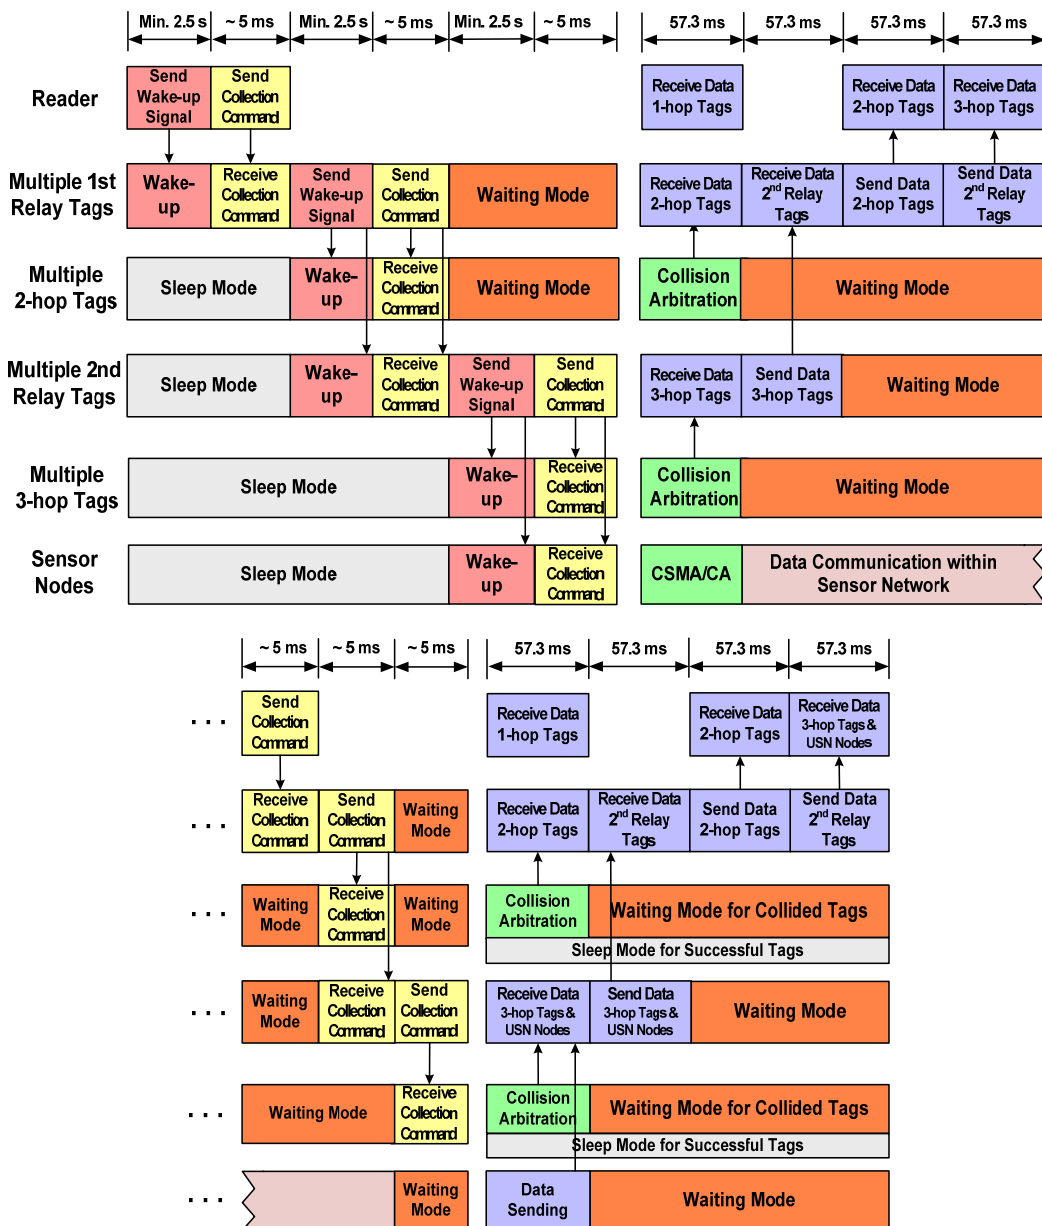 Min. 2.5 s
~ 5 ms
Min. 2.5 s
~ 5 ms
Min. 2.5 s
~ 5 ms
57.3 ms
57.3 ms
57.3 ms
57.3 ms
Reader
Send
Wake-up
Signal
Send
Collection
Command
Receive Data
1-hop Tags
Receive Data
2-hop Tags
Receive Data
3-hop Tags
Multiple 1st
Relay Tags
Wake-
up
Receive
Collection
Command
Send
Wake-up
Signal
Send
Collection
Command
Waiting Mode
Receive Data
2-hop Tags
Receive Data
2nd Relay
Tags
Send Data
2-hop Tags
Send Data
2nd Relay
Tags
Multiple
2-hop Tags
Sleep Mode
Wake-
up
Receive
Collection
Command
Waiting Mode
Collision
Arbitration
Waiting Mode
Multiple 2nd
Relay Tags
Sleep Mode
Wake-
up
Receive
Collection
Command
Send
Wake-up
Signal
Send
Collection
Command
Receive Data
3-hop Tags
Send Data
3-hop Tags
Waiting Mode
Multiple
3-hop Tags
Sleep Mode
Wake-
up
Receive
Collection
Command
Collision
Arbitration
Waiting Mode
Sensor
Nodes
Sleep Mode
Wake-
up
Receive
Collection
Command
CSMA/CA
Data Communication within
Sensor Network
~ 5 ms
~ 5 ms
~ 5 ms
57.3 ms
57.3 ms
57.3 ms
57.3 ms
. . .
Send
Collection
Command
Receive Data
1-hop Tags
Receive Data
2-hop Tags
Receive Data
3-hop Tags &
USN Nodes
. . .
Receive
Collection
Command
Send
Collection
Command
Waiting
Mode
Receive Data
2-hop Tags
Receive Data
2nd Relay
Tags
Send Data
2-hop Tags
Send Data
2nd Relay
Tags
. . .
Waiting
Mode
Receive
Collection
Command
Waiting
Mode
Collision
Arbitration
Waiting Mode for Collided Tags
Sleep Mode for Successful Tags
. . .
Waiting
Mode
Receive
Collection
Command
Send
Collection
Command
Receive Data
3-hop Tags &
USN Nodes
Send Data
3-hop Tags &
USN Nodes
Waiting Mode
. . .
Waiting Mode
Receive
Collection
Command
Collision
Arbitration
Waiting Mode for Collided Tags
Sleep Mode for Successful Tags
. . .
Waiting
Mode
Data
Sending
Waiting Mode